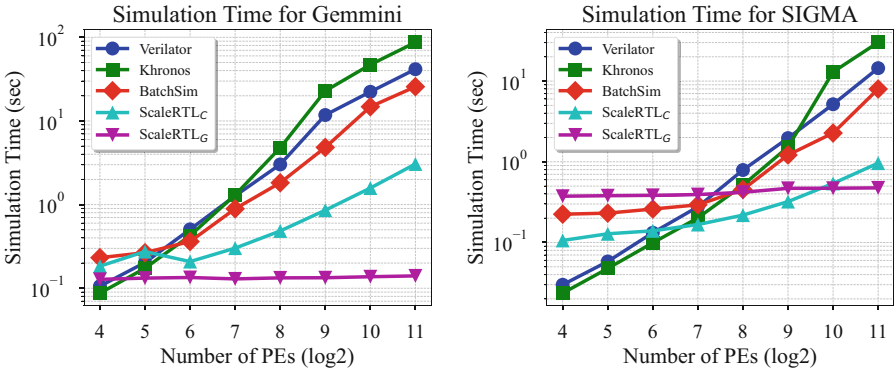 Simulation Time for Gemmini
Simulation Time (sec)
10^2
10^1
10^0
10^{-1}
Verilator
Khronos
BatchSim
ScaleRTL_C
ScaleRTL_G
4 5 6 7 8 9 10 11
Number of PEs (log2)
Simulation Time for SIGMA
Simulation Time (sec)
10^1
10^0
10^{-1}
Verilator
Khronos
BatchSim
ScaleRTL_C
ScaleRTL_G
4 5 6 7 8 9 10 11
Number of PEs (log2)